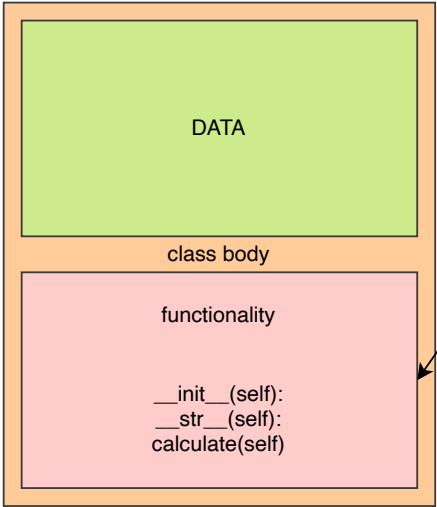 DATA
class body
functionality
__init__(self):
__str__(self):
calculate(self)